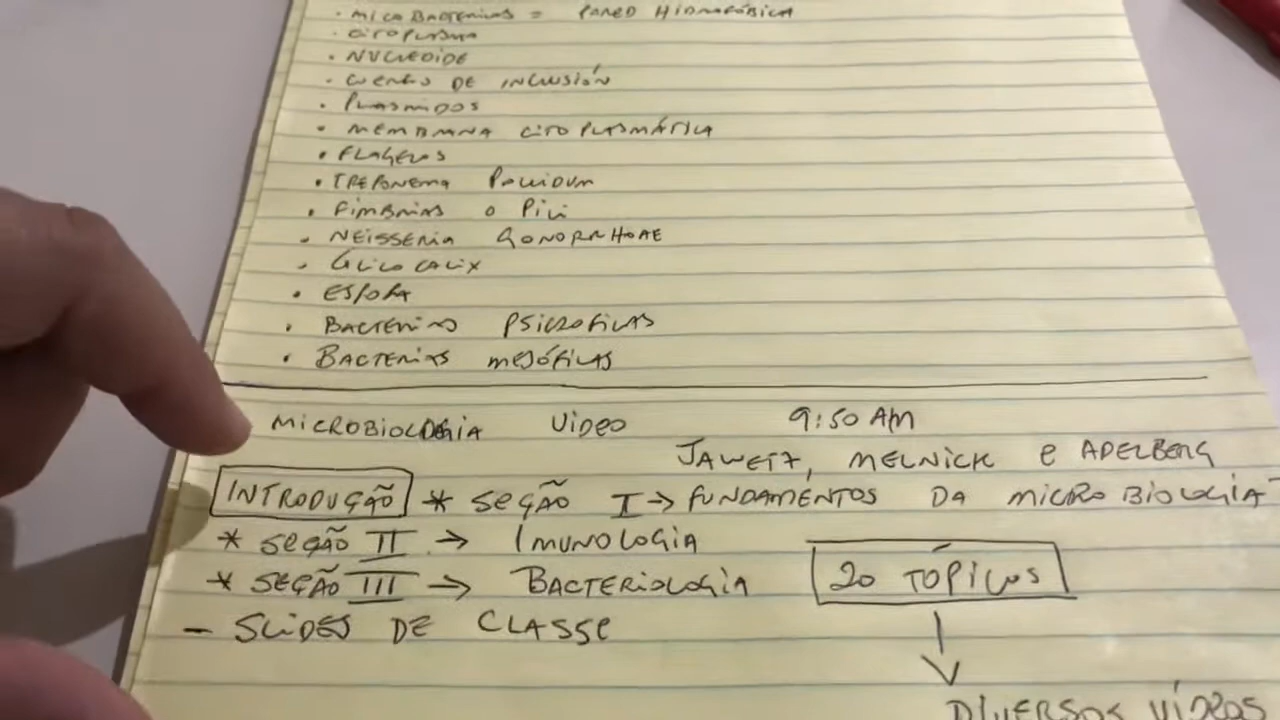 · MICOBACTERIAS = PARED HIDROFÓBICA
· CITOPLASMA
· NUCLEOIDE
· CUERPO DE INCLUSIÓN
· PLASMIDOS
· MEMBRANA CITOPLASMÁTICA
· FLAGELOS
· TREPONEMA PALLIDUM
· FIMBRIAS O PILI
· NEISSERIA GONORRHOAE
· GLICOCALIX
· ESPORA
· BACTERIAS PSICROFICAS
· BACTERIAS MESÓFICAS
MICROBIOLOGIA VIDEO 9:50 AM
JAWETZ, MELNICK e ADELBERG
INTRODUÇÃO * SEÇÃO I → FUNDAMENTOS DA MICROBIOLOGIA
* SEÇÃO II → IMUNOLOGIA
* SEÇÃO III → BACTERIOLOGIA 20 TÓPICOS
- SLIDES DE CLASSE
DIVERSOS VÍDEOS